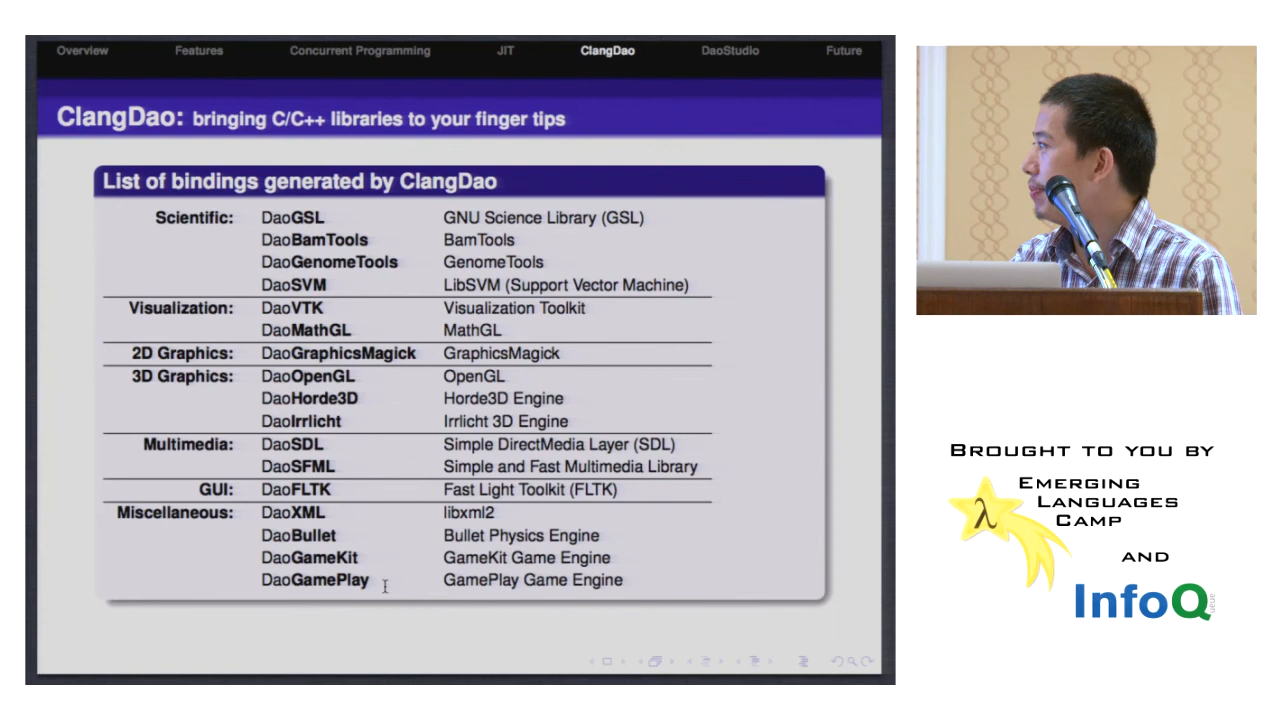 Overview Features Concurrent Programming JIT ClangDao DaoStudio Future
ClangDao: bringing C/C++ libraries to your finger tips
List of bindings generated by ClangDao
Scientific: DaoGSL GNU Science Library (GSL)
DaoBamTools BamTools
DaoGenomeTools GenomeTools
DaoSVM LibSVM (Support Vector Machine)
Visualization: DaoVTK Visualization Toolkit
DaoMathGL MathGL
2D Graphics: DaoGraphicsMagick GraphicsMagick
3D Graphics: DaoOpenGL OpenGL
DaoHorde3D Horde3D Engine
DaoIrrlicht Irrlicht 3D Engine
Multimedia: DaoSDL Simple DirectMedia Layer (SDL)
DaoSFML Simple and Fast Multimedia Library
GUI: DaoFLTK Fast Light Toolkit (FLTK)
Miscellaneous: DaoXML libxml2
DaoBullet Bullet Physics Engine
DaoGameKit GameKit Game Engine
DaoGamePlay GamePlay Game Engine
BROUGHT TO YOU BY
λ
EMERGING
LANGUAGES
CAMP
AND
InfoQ
ueue